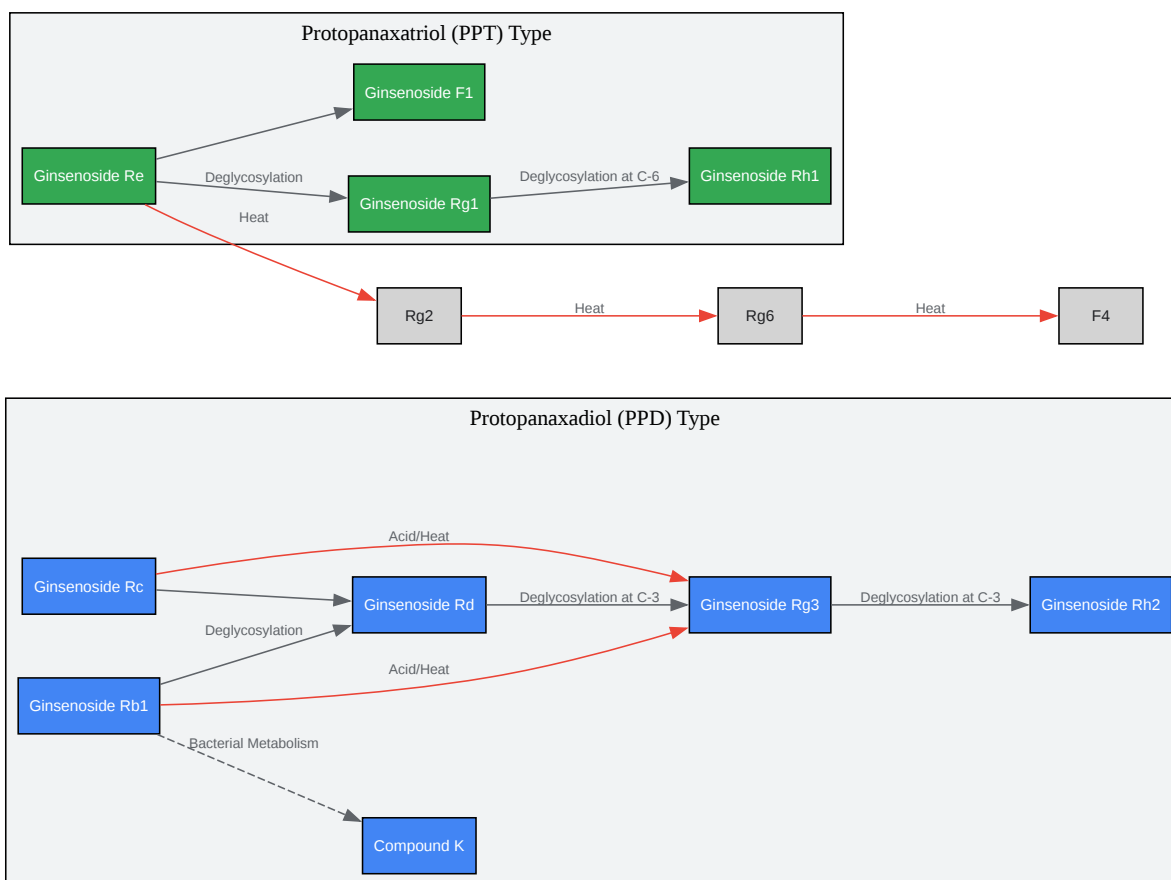 Protopanaxatriol (PPT) Type
Ginsenoside F1
Ginsenoside Re
Deglycosylation
Ginsenoside Rg1
Deglycosylation at C-6
Ginsenoside Rh1
Heat
Rg2
Heat
Rg6
Heat
F4
Protopanaxadiol (PPD) Type
Acid/Heat
Ginsenoside Rc
Ginsenoside Rd
Deglycosylation at C-3
Ginsenoside Rg3
Deglycosylation at C-3
Ginsenoside Rh2
Deglycosylation
Acid/Heat
Ginsenoside Rb1
Bacterial Metabolism
Compound K